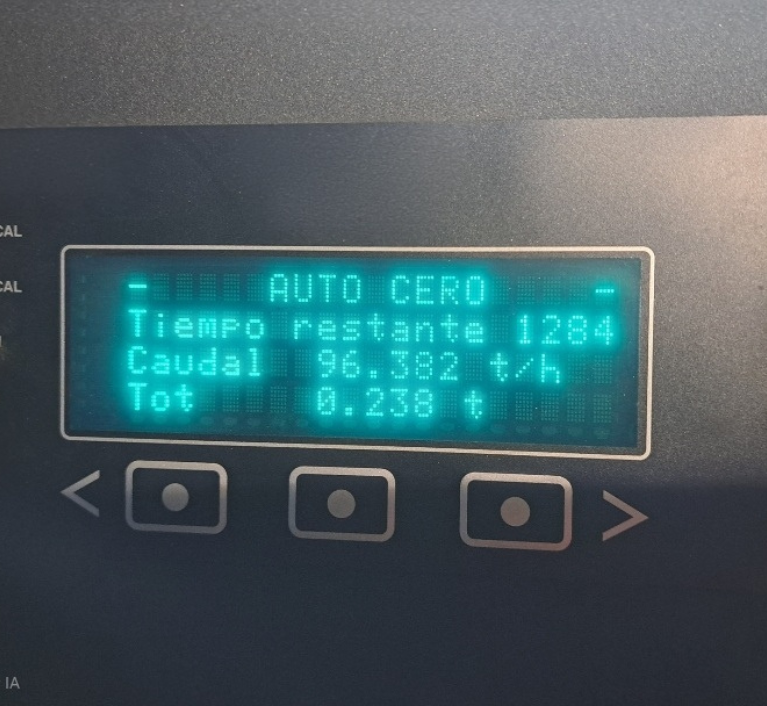 CAL
CAL
- AUTO CERO -
Tiempo restante 1284
Caudal 96.382 t/h
Tot 0.238 t
< >
IA